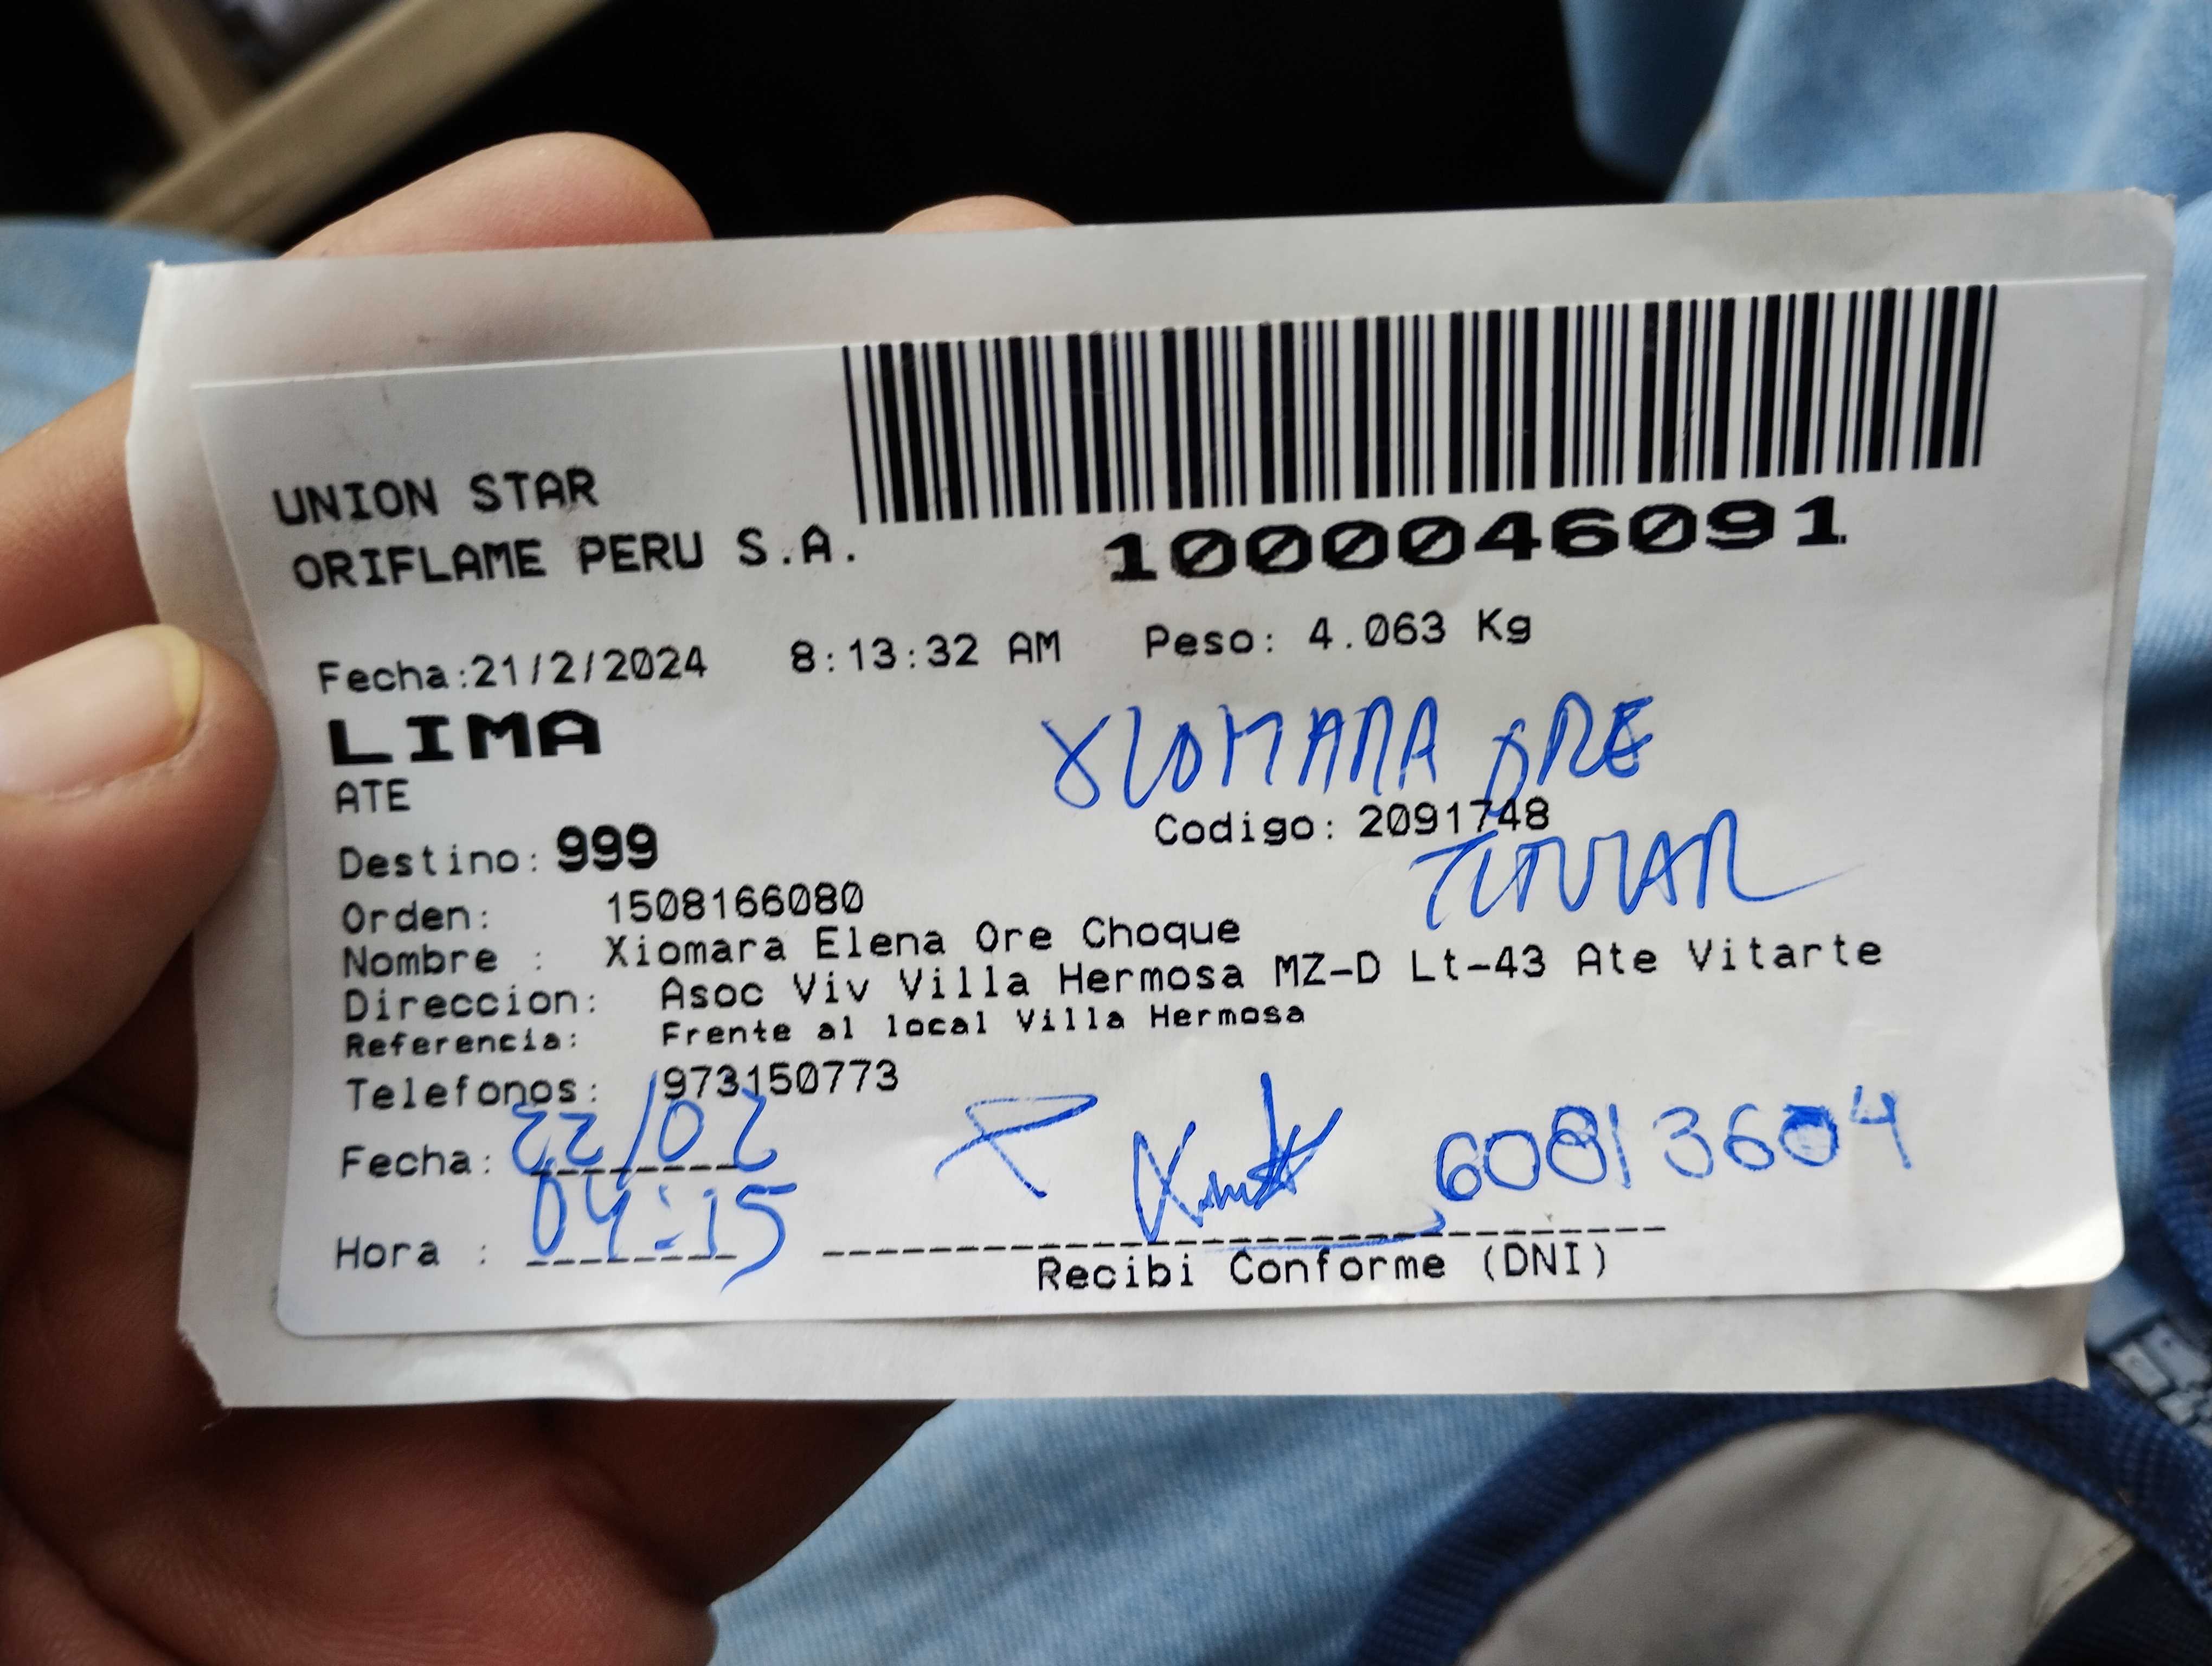 UNION STAR
ORIFLAME PERU S.A.
1000046091
Fecha:21/2/2024 8:13:32 AM Peso: 4.063 Kg
LIMA
XIOMARA ORE
ATE
Codigo: 2091748
Destino: 999
TITULAR
Orden: 1508166080
Nombre : Xiomara Elena Ore Choque
Direccion: Asoc Viv Villa Hermosa MZ-D Lt-43 Ate Vitarte
Referencia: Frente al local Villa Hermosa
Telefonos: 973150773
Fecha: 22/02 60813604
Hora : 04:15
Recibi Conforme (DNI)